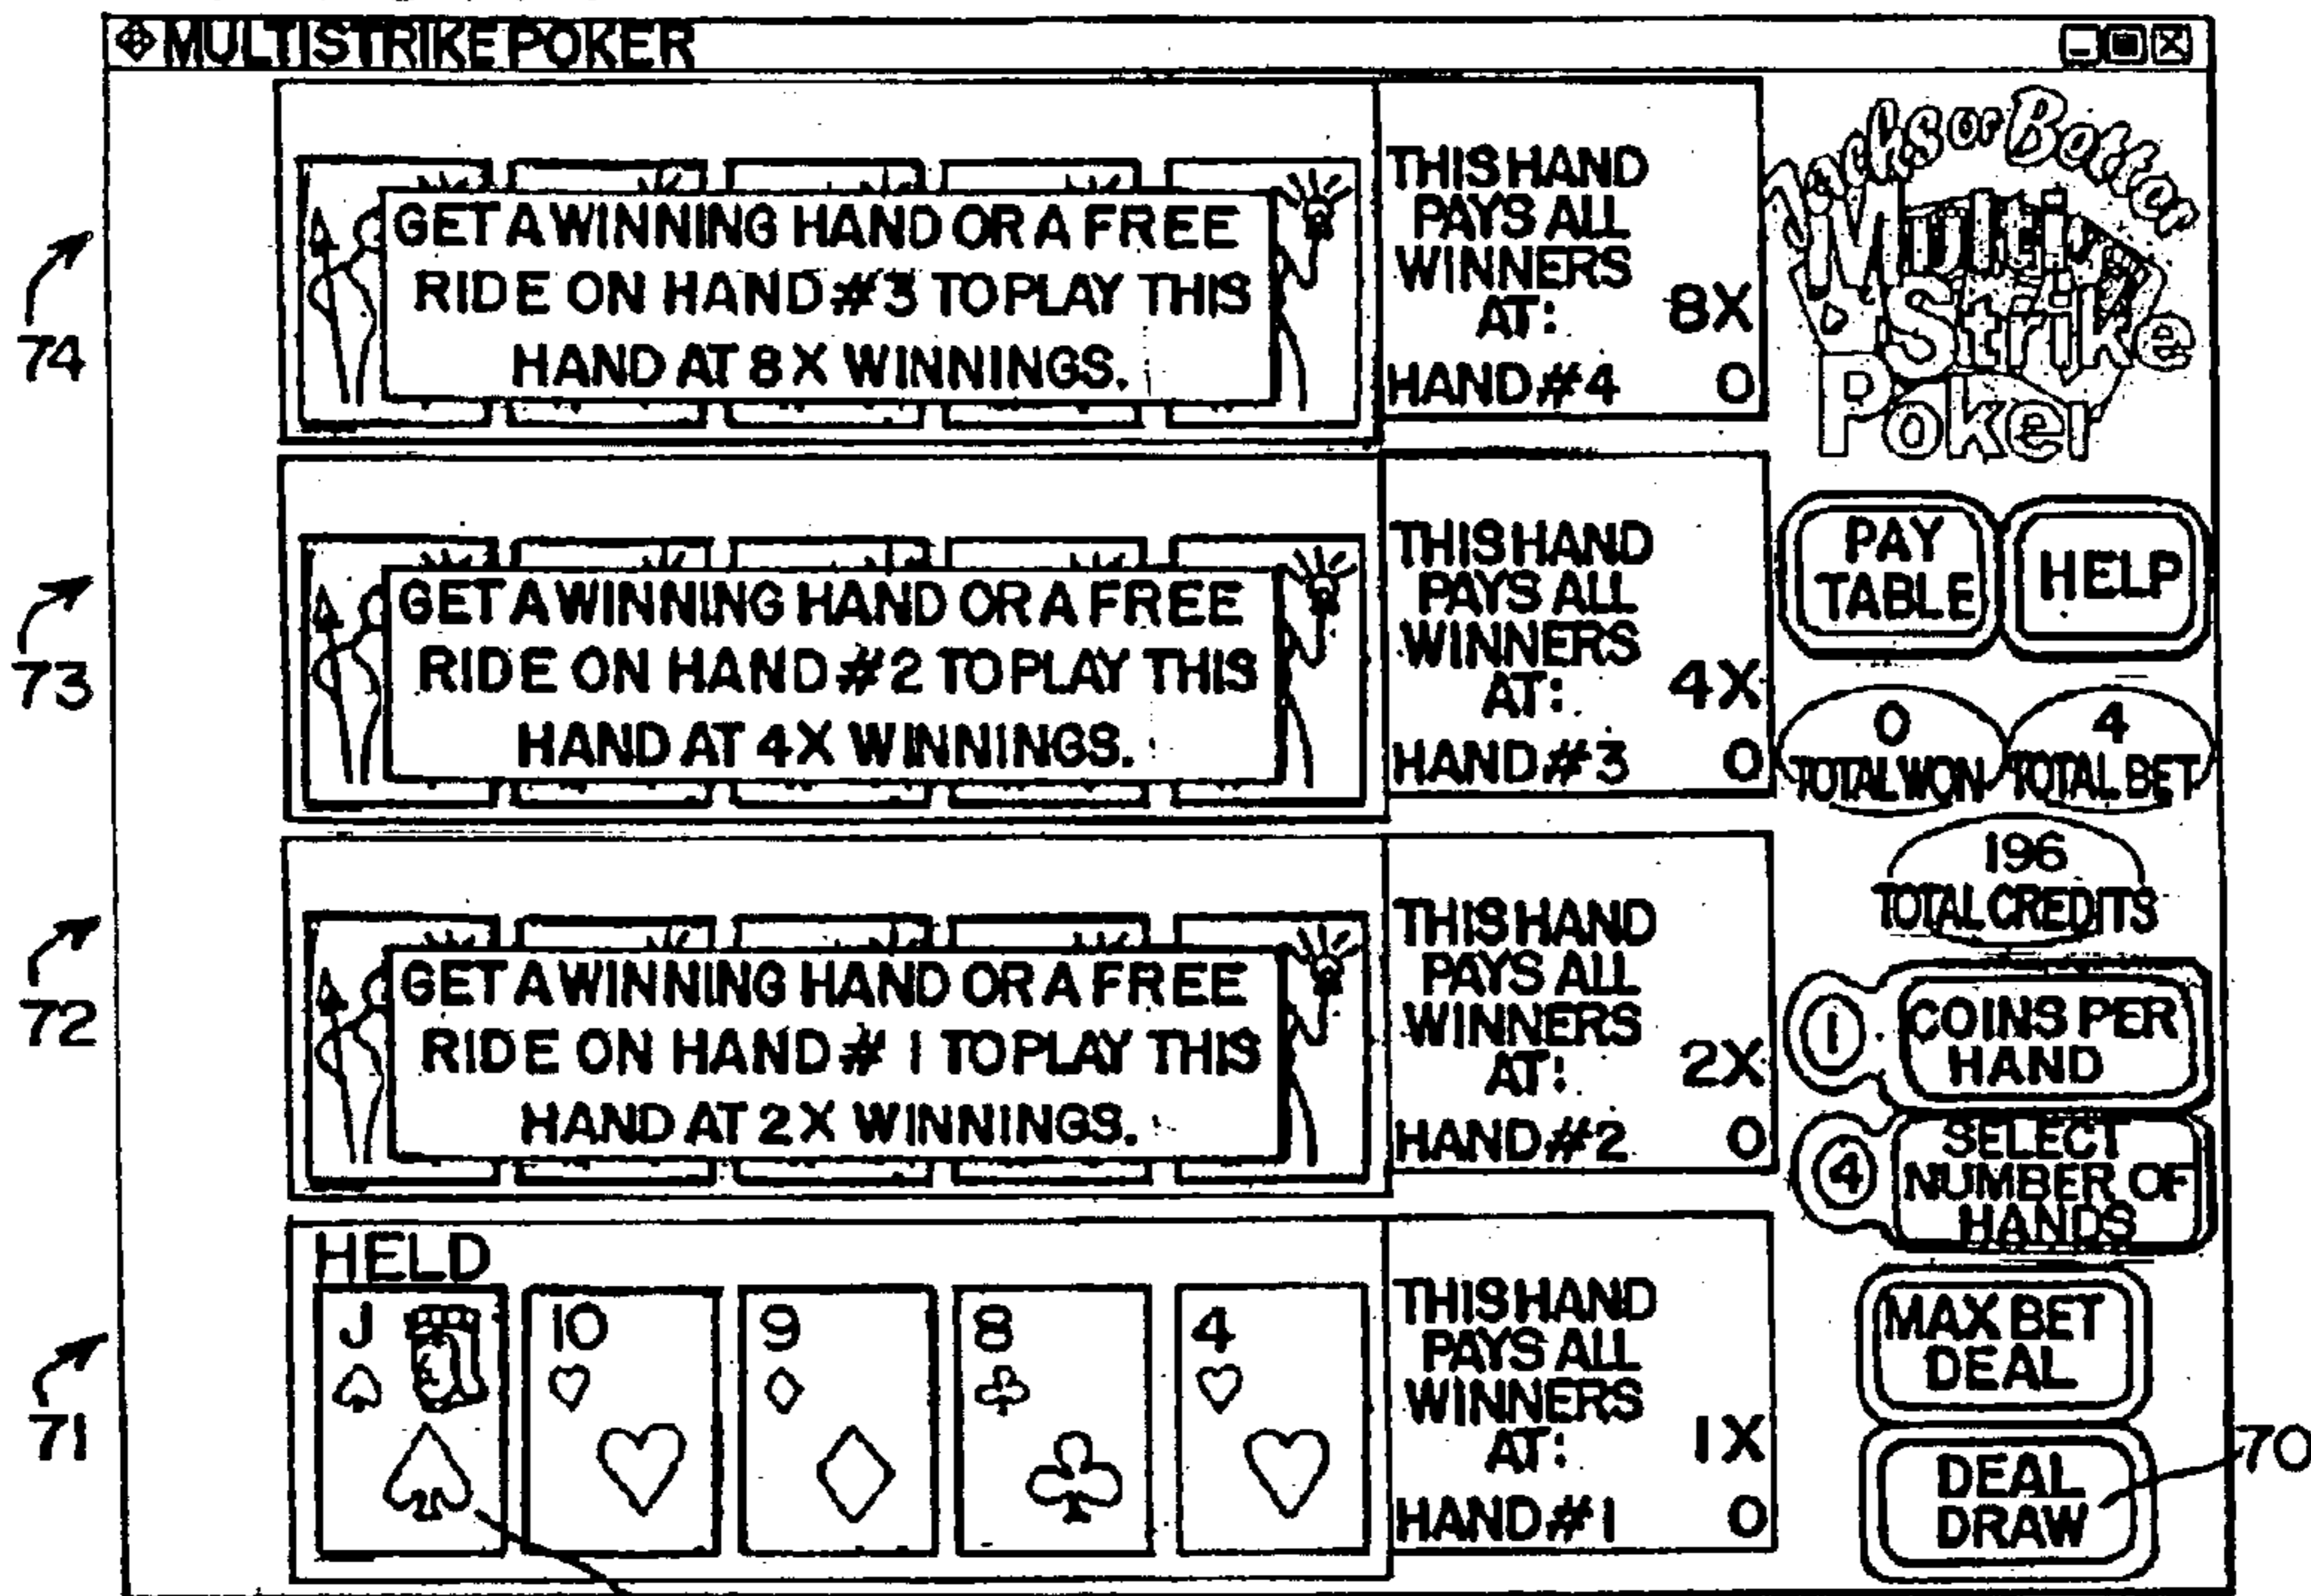 MULTISTRIKE POKER
GET A WINNING HAND OR A FREE
RIDE ON HAND #3 TO PLAY THIS
HAND AT 8X WINNINGS.
THIS HAND
PAYS ALL
WINNERS
AT: 8X
HAND #4 0
Jacks or Better
Multi
Strike
Poker
74
GET A WINNING HAND OR A FREE
RIDE ON HAND #2 TO PLAY THIS
HAND AT 4X WINNINGS.
THIS HAND
PAYS ALL
WINNERS
AT: 4X
HAND #3 0
PAY
TABLE
HELP
73
0
TOTAL WON
4
TOTAL BET
196
TOTAL CREDITS
GET A WINNING HAND OR A FREE
RIDE ON HAND # 1 TO PLAY THIS
HAND AT 2X WINNINGS.
THIS HAND
PAYS ALL
WINNERS
AT: 2X
HAND #2 0
72
1
COINS PER
HAND
4
SELECT
NUMBER OF
HANDS
HELD
J
10
9
8
4
THIS HAND
PAYS ALL
WINNERS
AT: 1X
HAND #1 0
71
MAX BET
DEAL
DEAL
DRAW
70